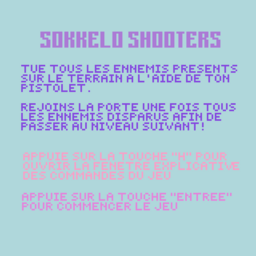 SOKKELO SHOOTERS
TUE TOUS LES ENNEMIS PRESENTS
SUR LE TERRAIN A L'AIDE DE TON
PISTOLET.
REJOINS LA PORTE UNE FOIS TOUS
LES ENNEMIS DISPARUS AFIN DE
PASSER AU NIVEAU SUIVANT!
APPUIE SUR LA TOUCHE "H" POUR
OUVRIR LA FENETRE EXPLICATIVE
DES COMMANDES DU JEU
APPUIE SUR LA TOUCHE "ENTREE"
POUR COMMENCER LE JEU